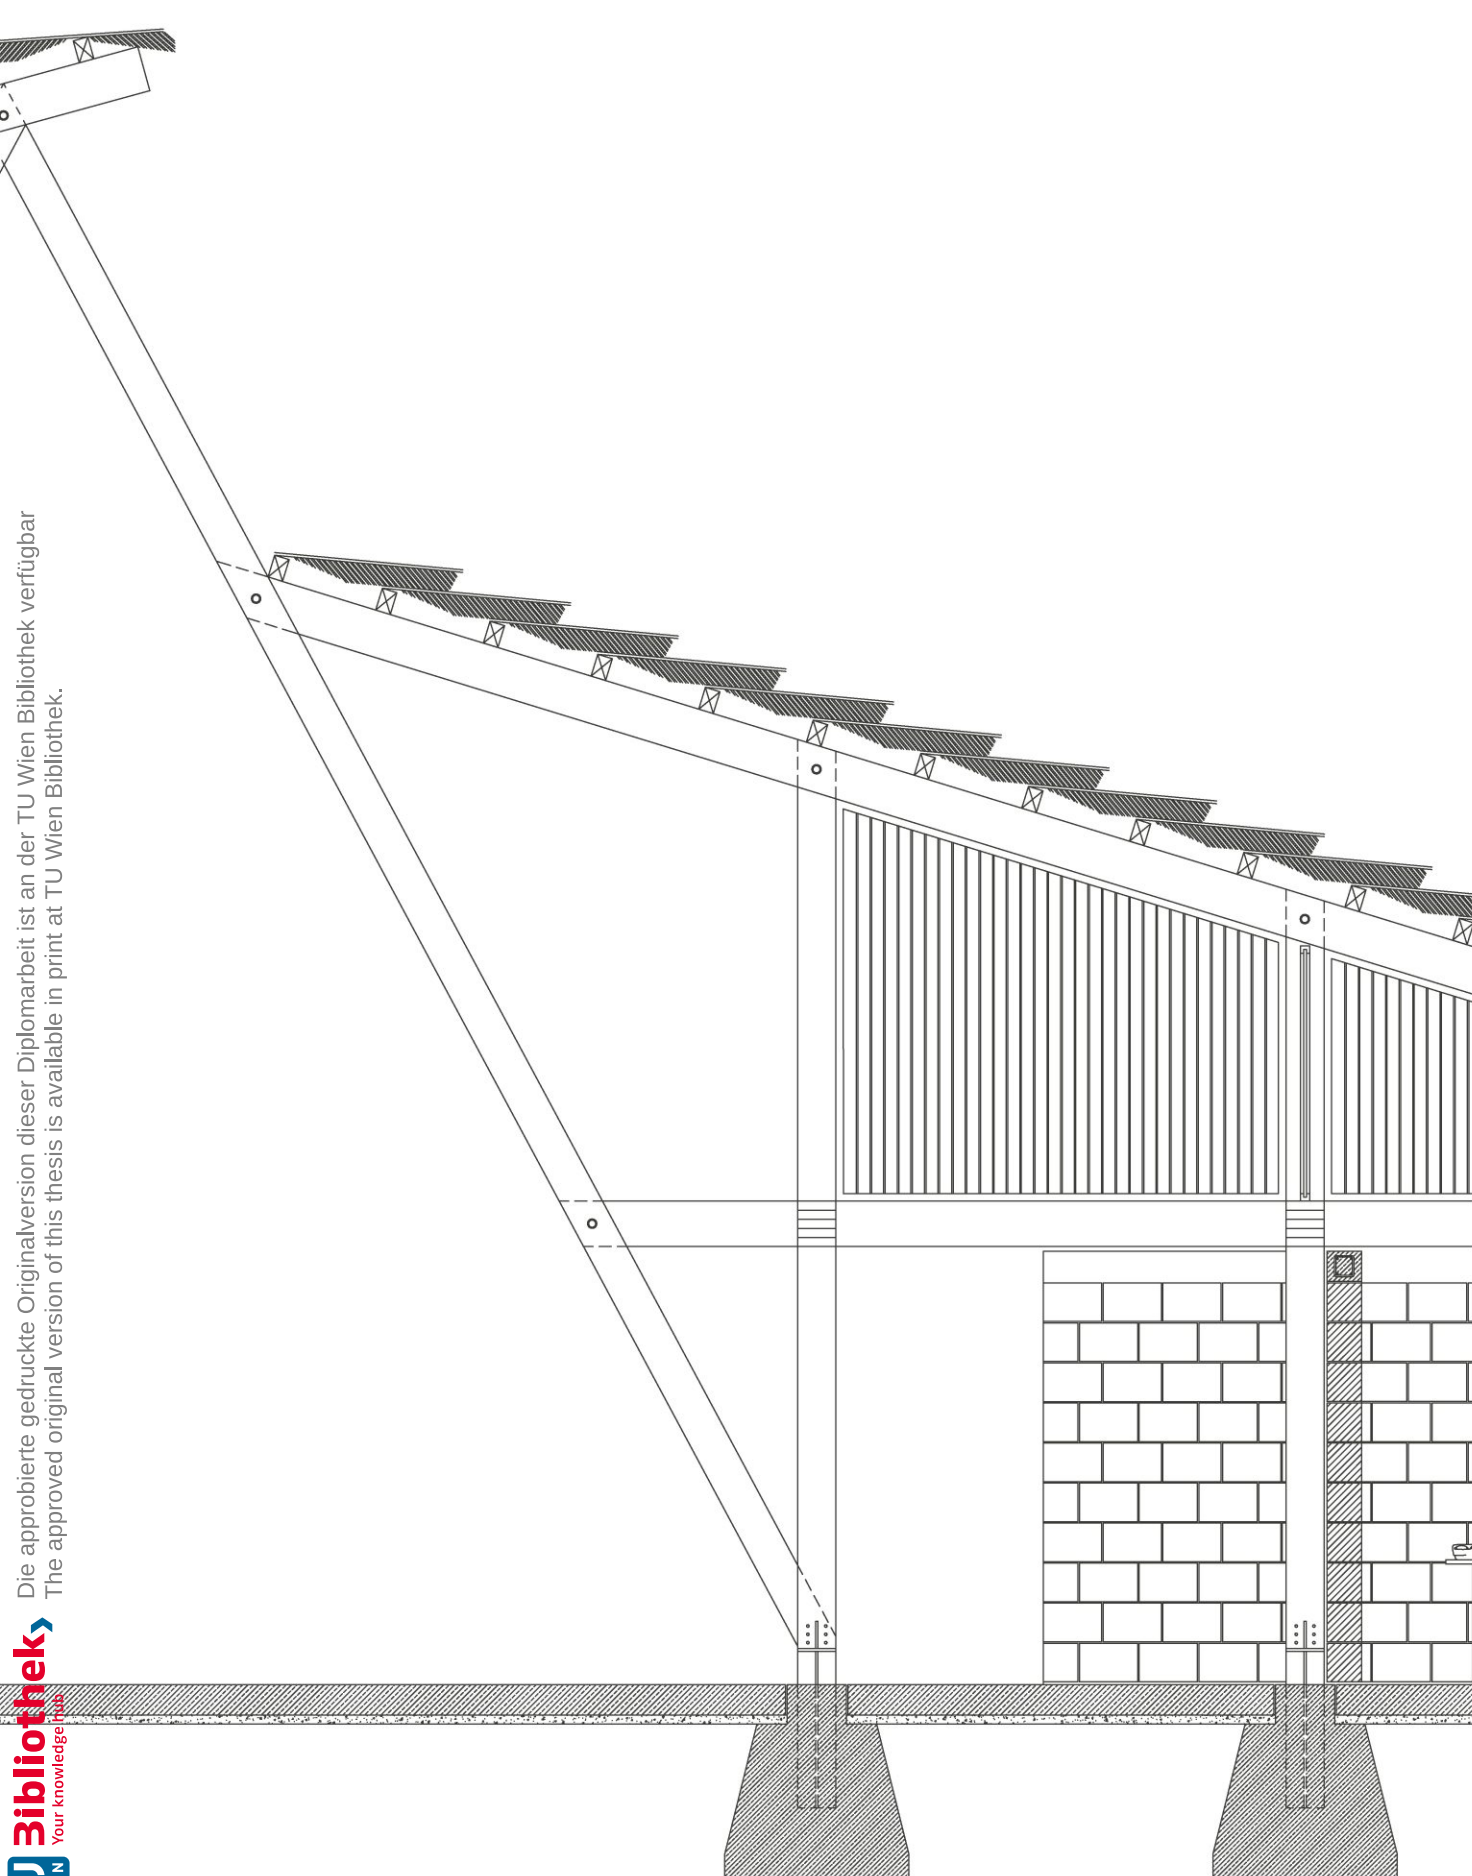 Die approbierte gedruckte Originalversion dieser Diplomarbeit ist an der TU Wien Bibliothek verfügbar
The approved original version of this thesis is available in print at TU Wien Bibliothek.
Bibliothek
Your knowledge hub